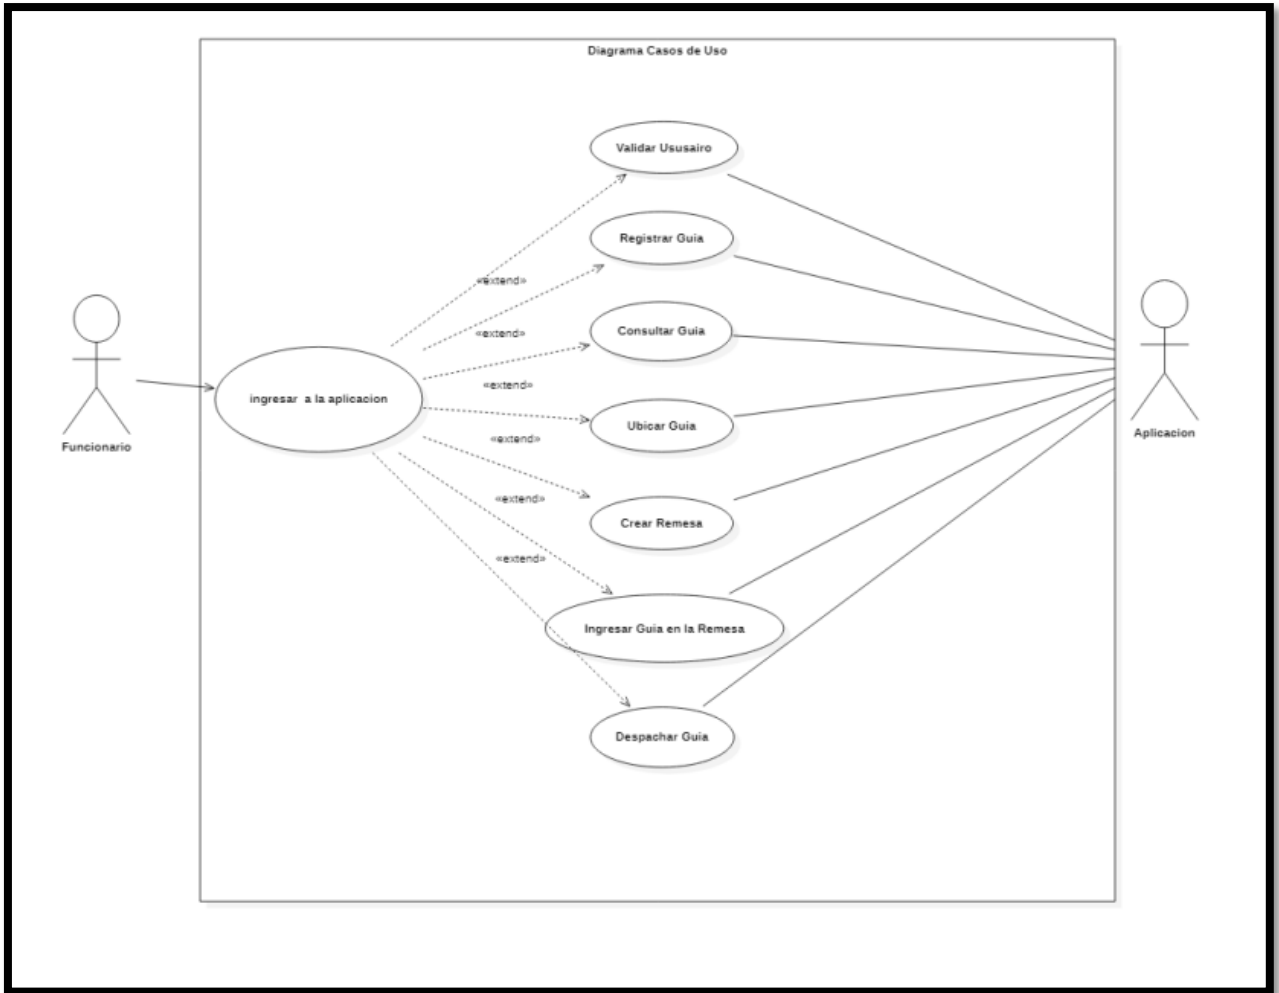 Diagrama Casos de Uso
Validar Ususairo
Registrar Guia
«extend»
Consultar Guia
«extend»
«extend»
ingresar a la aplicacion
Ubicar Guia
Funcionario
Aplicacion
«extend»
«extend»
Crear Remesa
«extend»
Ingresar Guia en la Remesa
Despachar Guia